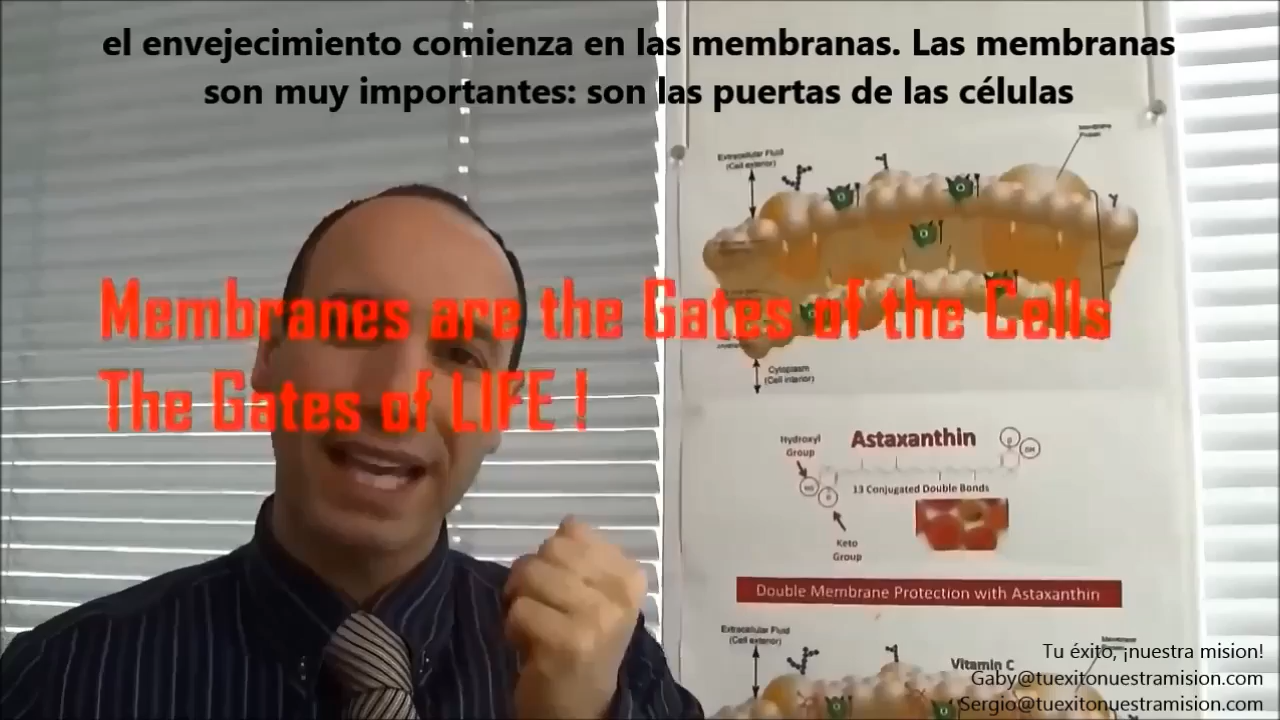 el envejecimiento comienza en las membranas. Las membranas
son muy importantes: son las puertas de las células
Membrane
Extracellular Fluid
(Cell exterior)
Membranes are the Gates of the Cells
The Gates of LIFE !
Cytoplasm
(Cell interior)
Hydroxyl
Group
Astaxanthin
HO
O
O
OH
13 Conjugated Double Bonds
Keto
Group
Double Membrane Protection with Astaxanthin
Extracellular Fluid
(Cell exterior)
Vitamin C
Tu éxito, ¡nuestra mision!
Gaby@tuexitonuestramision.com
Sergio@tuexitonuestramision.com